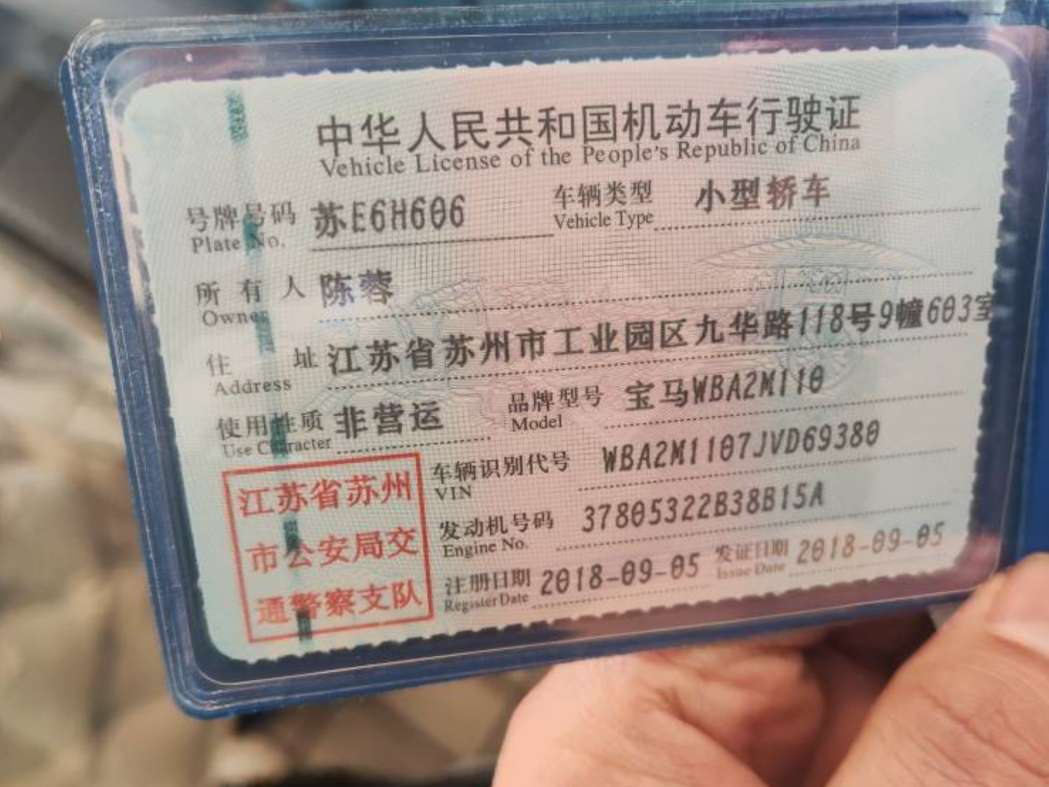 中华人民共和国机动车行驶证
Vehicle License of the People's Republic of China
号牌号码 苏E6H606 车辆类型 小型轿车
Plate No. Vehicle Type
所有人 陈蓉
Owner
住址 江苏省苏州市工业园区九华路118号9幢603室
Address
使用性质 非营运 品牌型号 宝马WBA2M110
Use Character Model
车辆识别代号 WBA2M1107JVD69380
VIN
发动机号码 37805322B38B15A
Engine No.
注册日期 2018-09-05 发证日期 2018-09-05
Register Date Issue Date
江苏省苏州
市公安局交
通警察支队